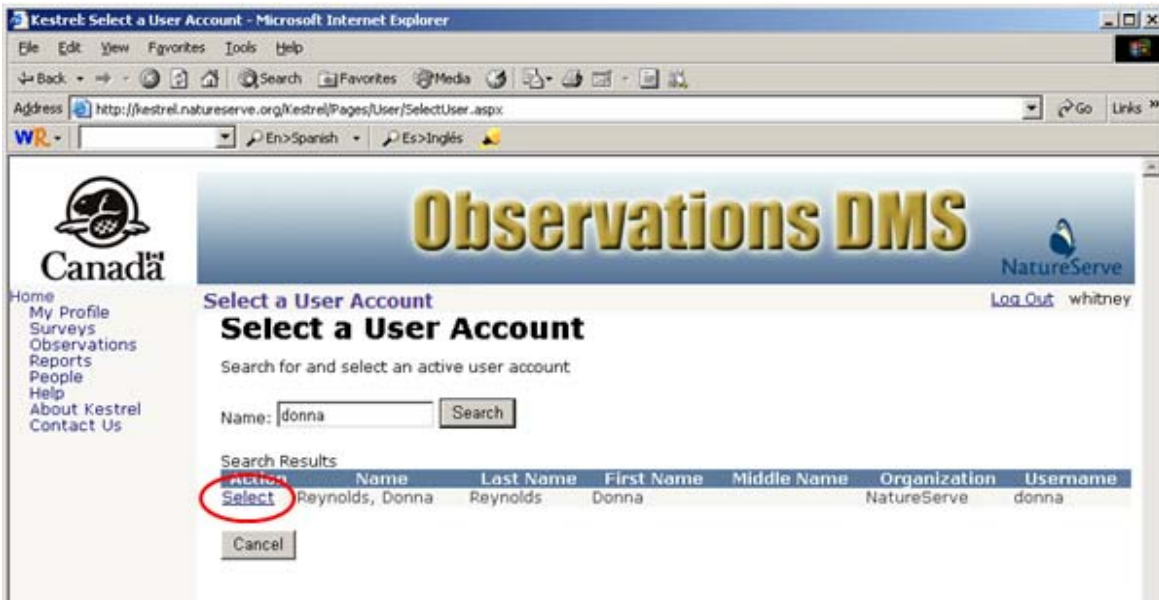 Kestrel: Select a User Account - Microsoft Internet Explorer
File Edit View Favorites Tools Help
Back Search Favorites Media
Address http://kestrel.natureserve.org/Kestrel/Pages/User/SelectUser.aspx Go Links »
WR En>Spanish Es>Inglés
Canada
Observations DMS
NatureServe
Home
My Profile
Surveys
Observations
Reports
People
Help
About Kestrel
Contact Us
Select a User Account Log Out whitney
Select a User Account
Search for and select an active user account
Name: donna Search
Search Results
Action Name Last Name First Name Middle Name Organization Username
Select Reynolds, Donna Reynolds Donna NatureServe donna
Cancel